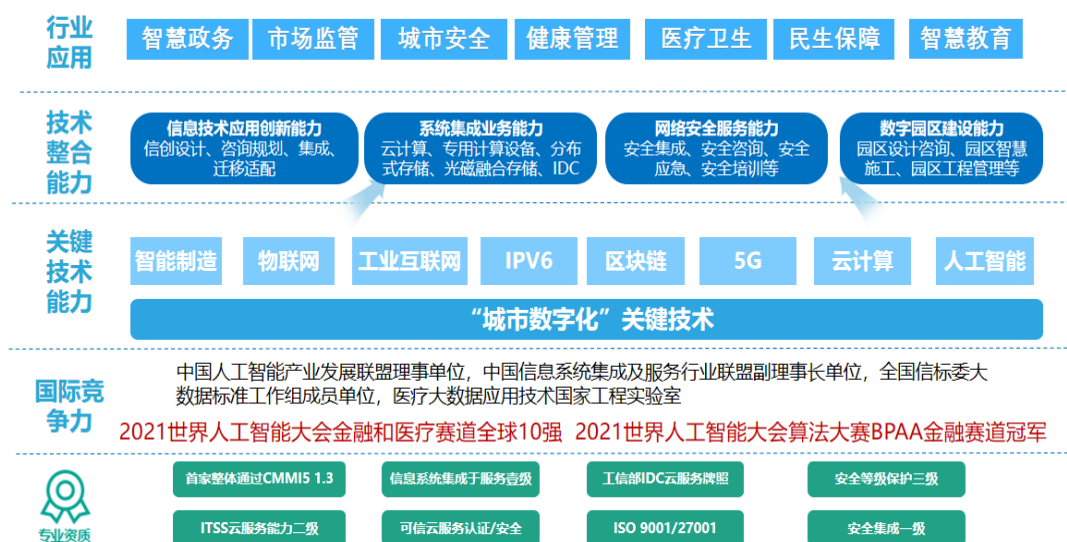 行业
应用
智慧政务
市场监管
城市安全
健康管理
医疗卫生
民生保障
智慧教育
技术
整合
能力
信息技术应用创新能力
信创设计、咨询规划、集成、
迁移适配
系统集成业务能力
云计算、专用计算设备、分布
式存储、光磁融合存储、IDC
网络安全服务能力
安全集成、安全咨询、安全
应急、安全培训等
数字园区建设能力
园区设计咨询、园区智慧
施工、园区工程管理等
关键
技术
能力
智能制造
物联网
工业互联网
IPV6
区块链
5G
云计算
人工智能
“城市数字化”关键技术
国际竞
争力
中国人工智能产业发展联盟理事单位，中国信息系统集成及服务行业联盟副理事长单位，全国信标委大
数据标准工作组成员单位，医疗大数据应用技术国家工程实验室
2021世界人工智能大会金融和医疗赛道全球10强 2021世界人工智能大会算法大赛BPAA金融赛道冠军
专业资质
首家整体通过CMMI5 1.3
信息系统集成于服务壹级
工信部IDC云服务牌照
安全等级保护三级
ITSS云服务能力二级
可信云服务认证/安全
ISO 9001/27001
安全集成一级